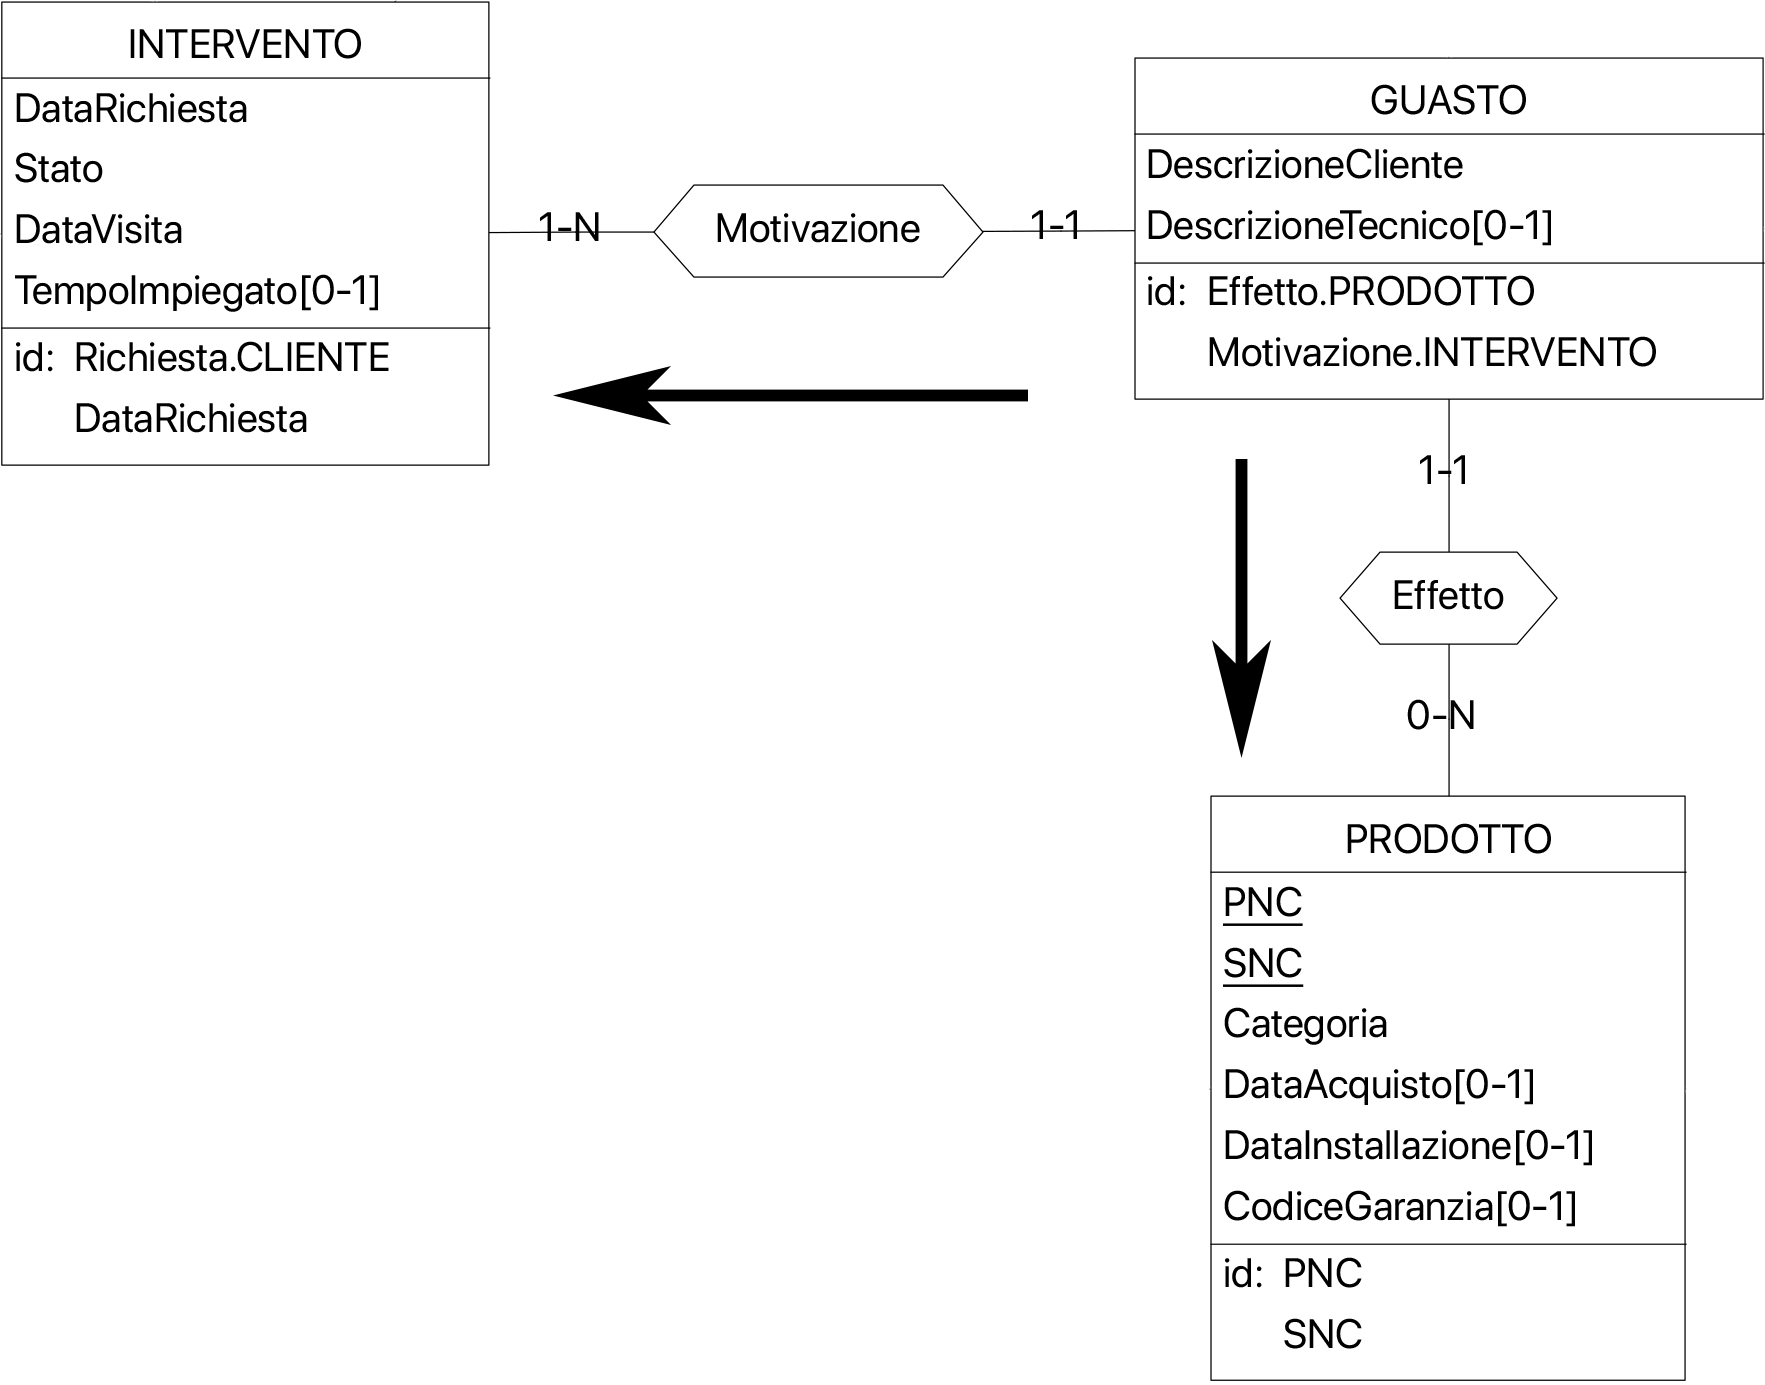 INTERVENTO
DataRichiesta
Stato
DataVisita
TempoImpiegato[0-1]
id: Richiesta.CLIENTE
DataRichiesta
1-N
Motivazione
1-1
GUASTO
DescrizioneCliente
DescrizioneTecnico[0-1]
id: Effetto.PRODOTTO
Motivazione.INTERVENTO
1-1
Effetto
0-N
PRODOTTO
PNC
SNC
Categoria
DataAcquisto[0-1]
DataInstallazione[0-1]
CodiceGaranzia[0-1]
id: PNC
SNC